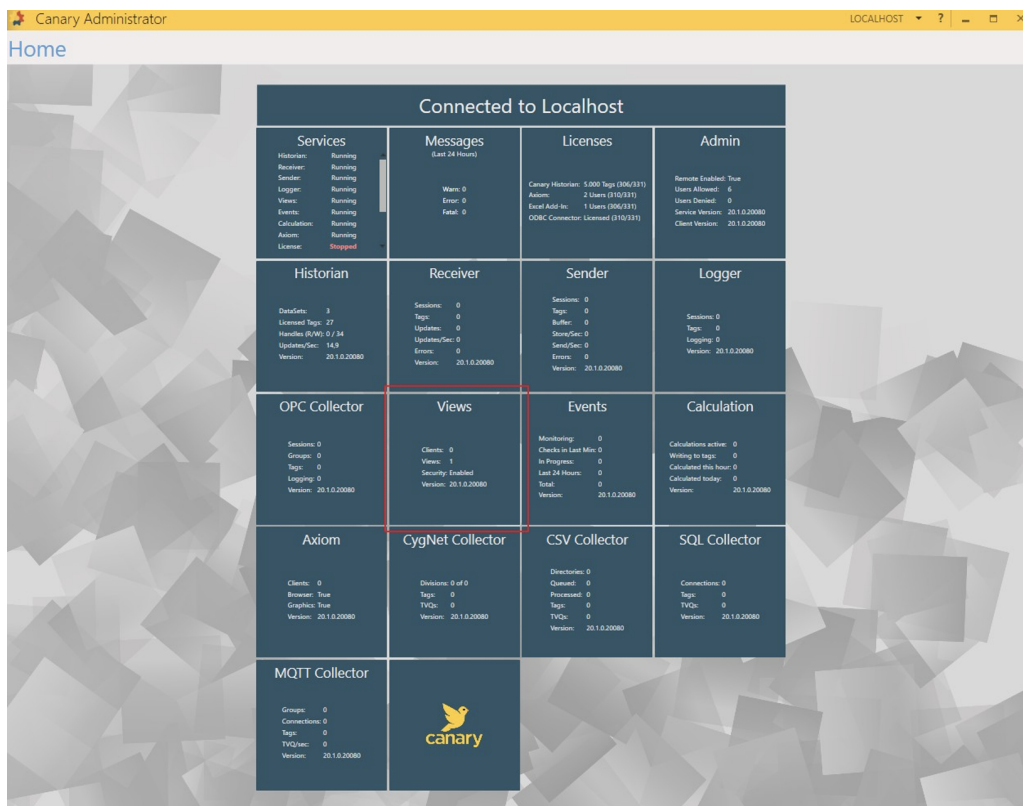 Canary Administrator
LOCALHOST ?
Home
Connected to Localhost
Services
Historian: Running
Receiver: Running
Sender: Running
Logger: Running
Views: Running
Events: Running
Calculation: Running
Axiom: Running
License: Stopped
Messages
(Last 24 Hours)
Warn: 0
Error: 0
Fatal: 0
Licenses
Canary Historian: 5.000 Tags (306/331)
Axiom: 2 Users (310/331)
Excel Add-In: 1 Users (306/331)
ODBC Connector: Licensed (310/331)
Admin
Remote Enabled: True
Users Allowed: 6
Users Denied: 0
Service Version: 20.1.0.20080
Client Version: 20.1.0.20080
Historian
DataSets: 3
Licensed Tags: 27
Handles (R/W): 0 / 34
Updates/Sec: 14,9
Version: 20.1.0.20080
Receiver
Sessions: 0
Tags: 0
Updates: 0
Updates/Sec: 0
Errors: 0
Version: 20.1.0.20080
Sender
Sessions: 0
Tags: 0
Buffer: 0
Store/Sec: 0
Send/Sec: 0
Errors: 0
Version: 20.1.0.20080
Logger
Sessions: 0
Tags: 0
Logging: 0
Version: 20.1.0.20080
OPC Collector
Sessions: 0
Groups: 0
Tags: 0
Logging: 0
Version: 20.1.0.20080
Views
Clients: 0
Views: 1
Security: Enabled
Version: 20.1.0.20080
Events
Monitoring: 0
Checks in Last Min: 0
In Progress: 0
Last 24 Hours: 0
Total: 0
Version: 20.1.0.20080
Calculation
Calculations active: 0
Writing to tags: 0
Calculated this hour: 0
Calculated today: 0
Version: 20.1.0.20080
Axiom
Clients: 0
Browser: True
Graphics: True
Version: 20.1.0.20080
CygNet Collector
Divisions: 0 of 0
Tags: 0
TVQs: 0
Version: 20.1.0.20080
CSV Collector
Directories: 0
Queued: 0
Processed: 0
Tags: 0
TVQs: 0
Version: 20.1.0.20080
SQL Collector
Connections: 0
Tags: 0
TVQs: 0
Version: 20.1.0.20080
MQTT Collector
Groups: 0
Connections: 0
Tags: 0
TVQ/sec: 0
Version: 20.1.0.20080
canary